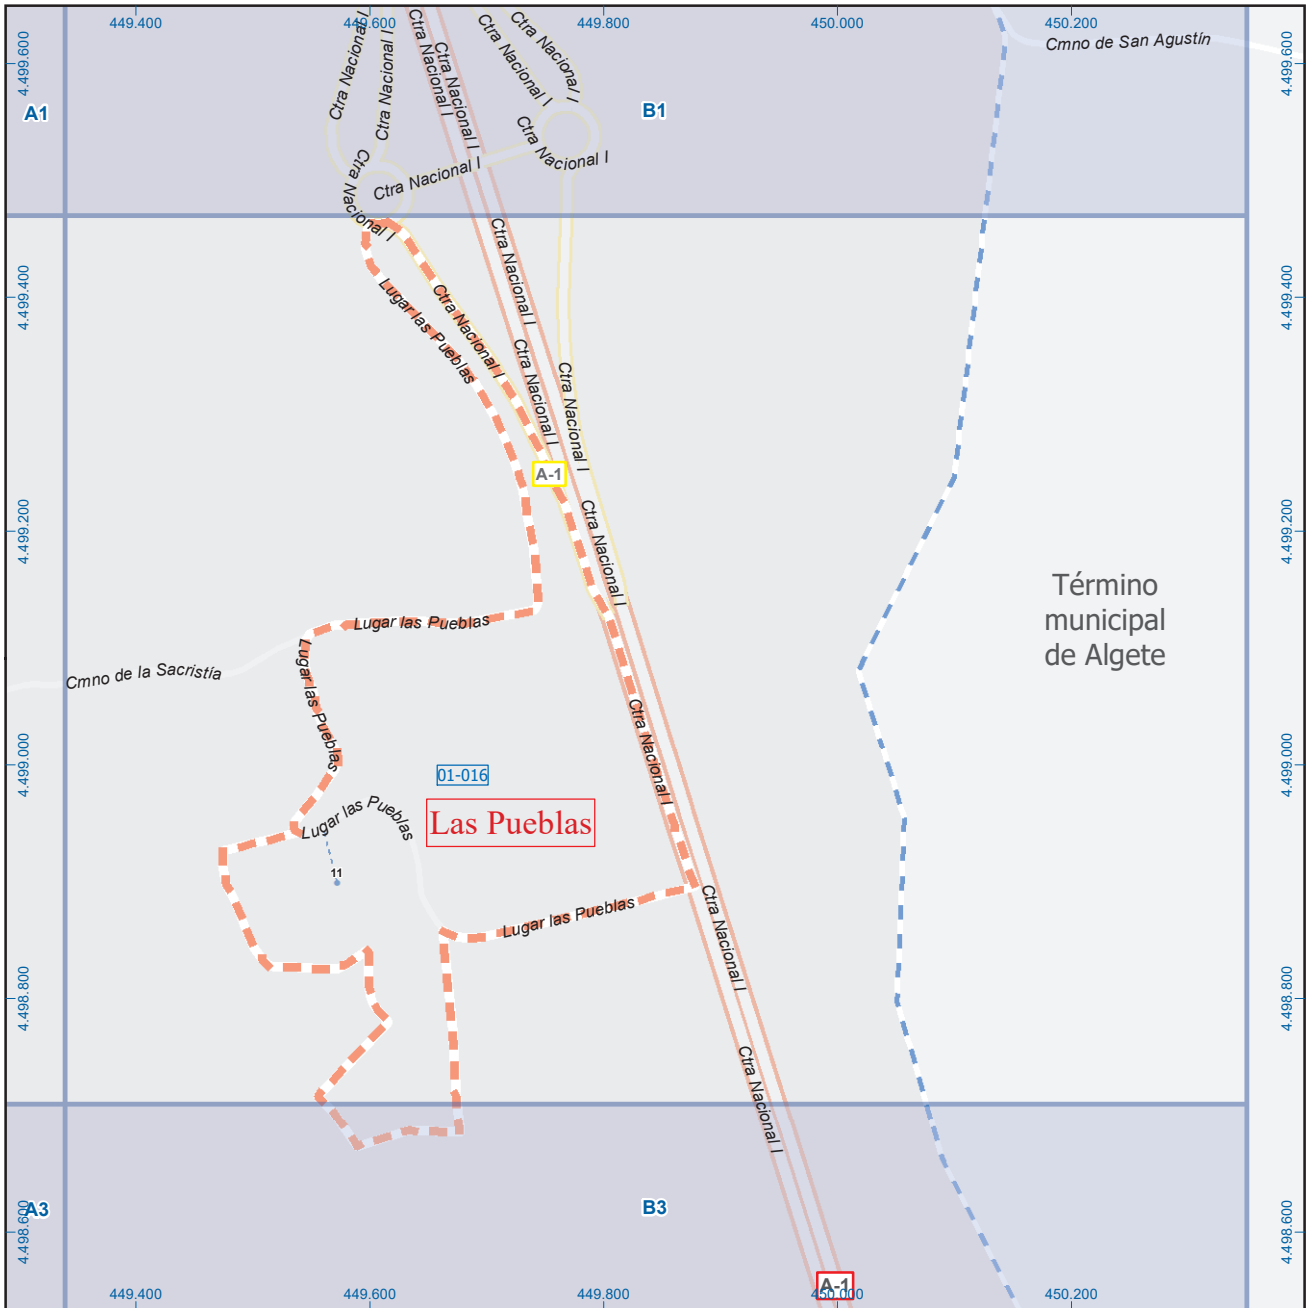 449.400
449.600
449.800
450.000
450.200
4.499.600
4.499.600
Cmno de San Agustín
A1
B1
Ctra Nacional I
Ctra Nacional I
Ctra Nacional I
Ctra Nacional I
Ctra Nacional I
Ctra Nacional I
Ctra Nacional I
Ctra Nacional I
Ctra Nacional I
Ctra Nacional I
4.499.400
4.499.400
Lugar las Pueblas
Ctra Nacional I
Ctra Nacional I
Ctra Nacional I
Ctra Nacional I
A-1
4.499.200
4.499.200
Ctra Nacional I
Término
municipal
de Algete
Lugar las Pueblas
Lugar las Pueblas
Cmno de la Sacristía
Ctra Nacional I
4.499.000
4.499.000
01-016
Las Pueblas
Lugar las Pueblas
11
Lugar las Pueblas
Ctra Nacional I
4.498.800
4.498.800
Ctra Nacional I
A3
B3
4.498.600
4.498.600
A-1
449.400
449.600
449.800
450.000
450.200